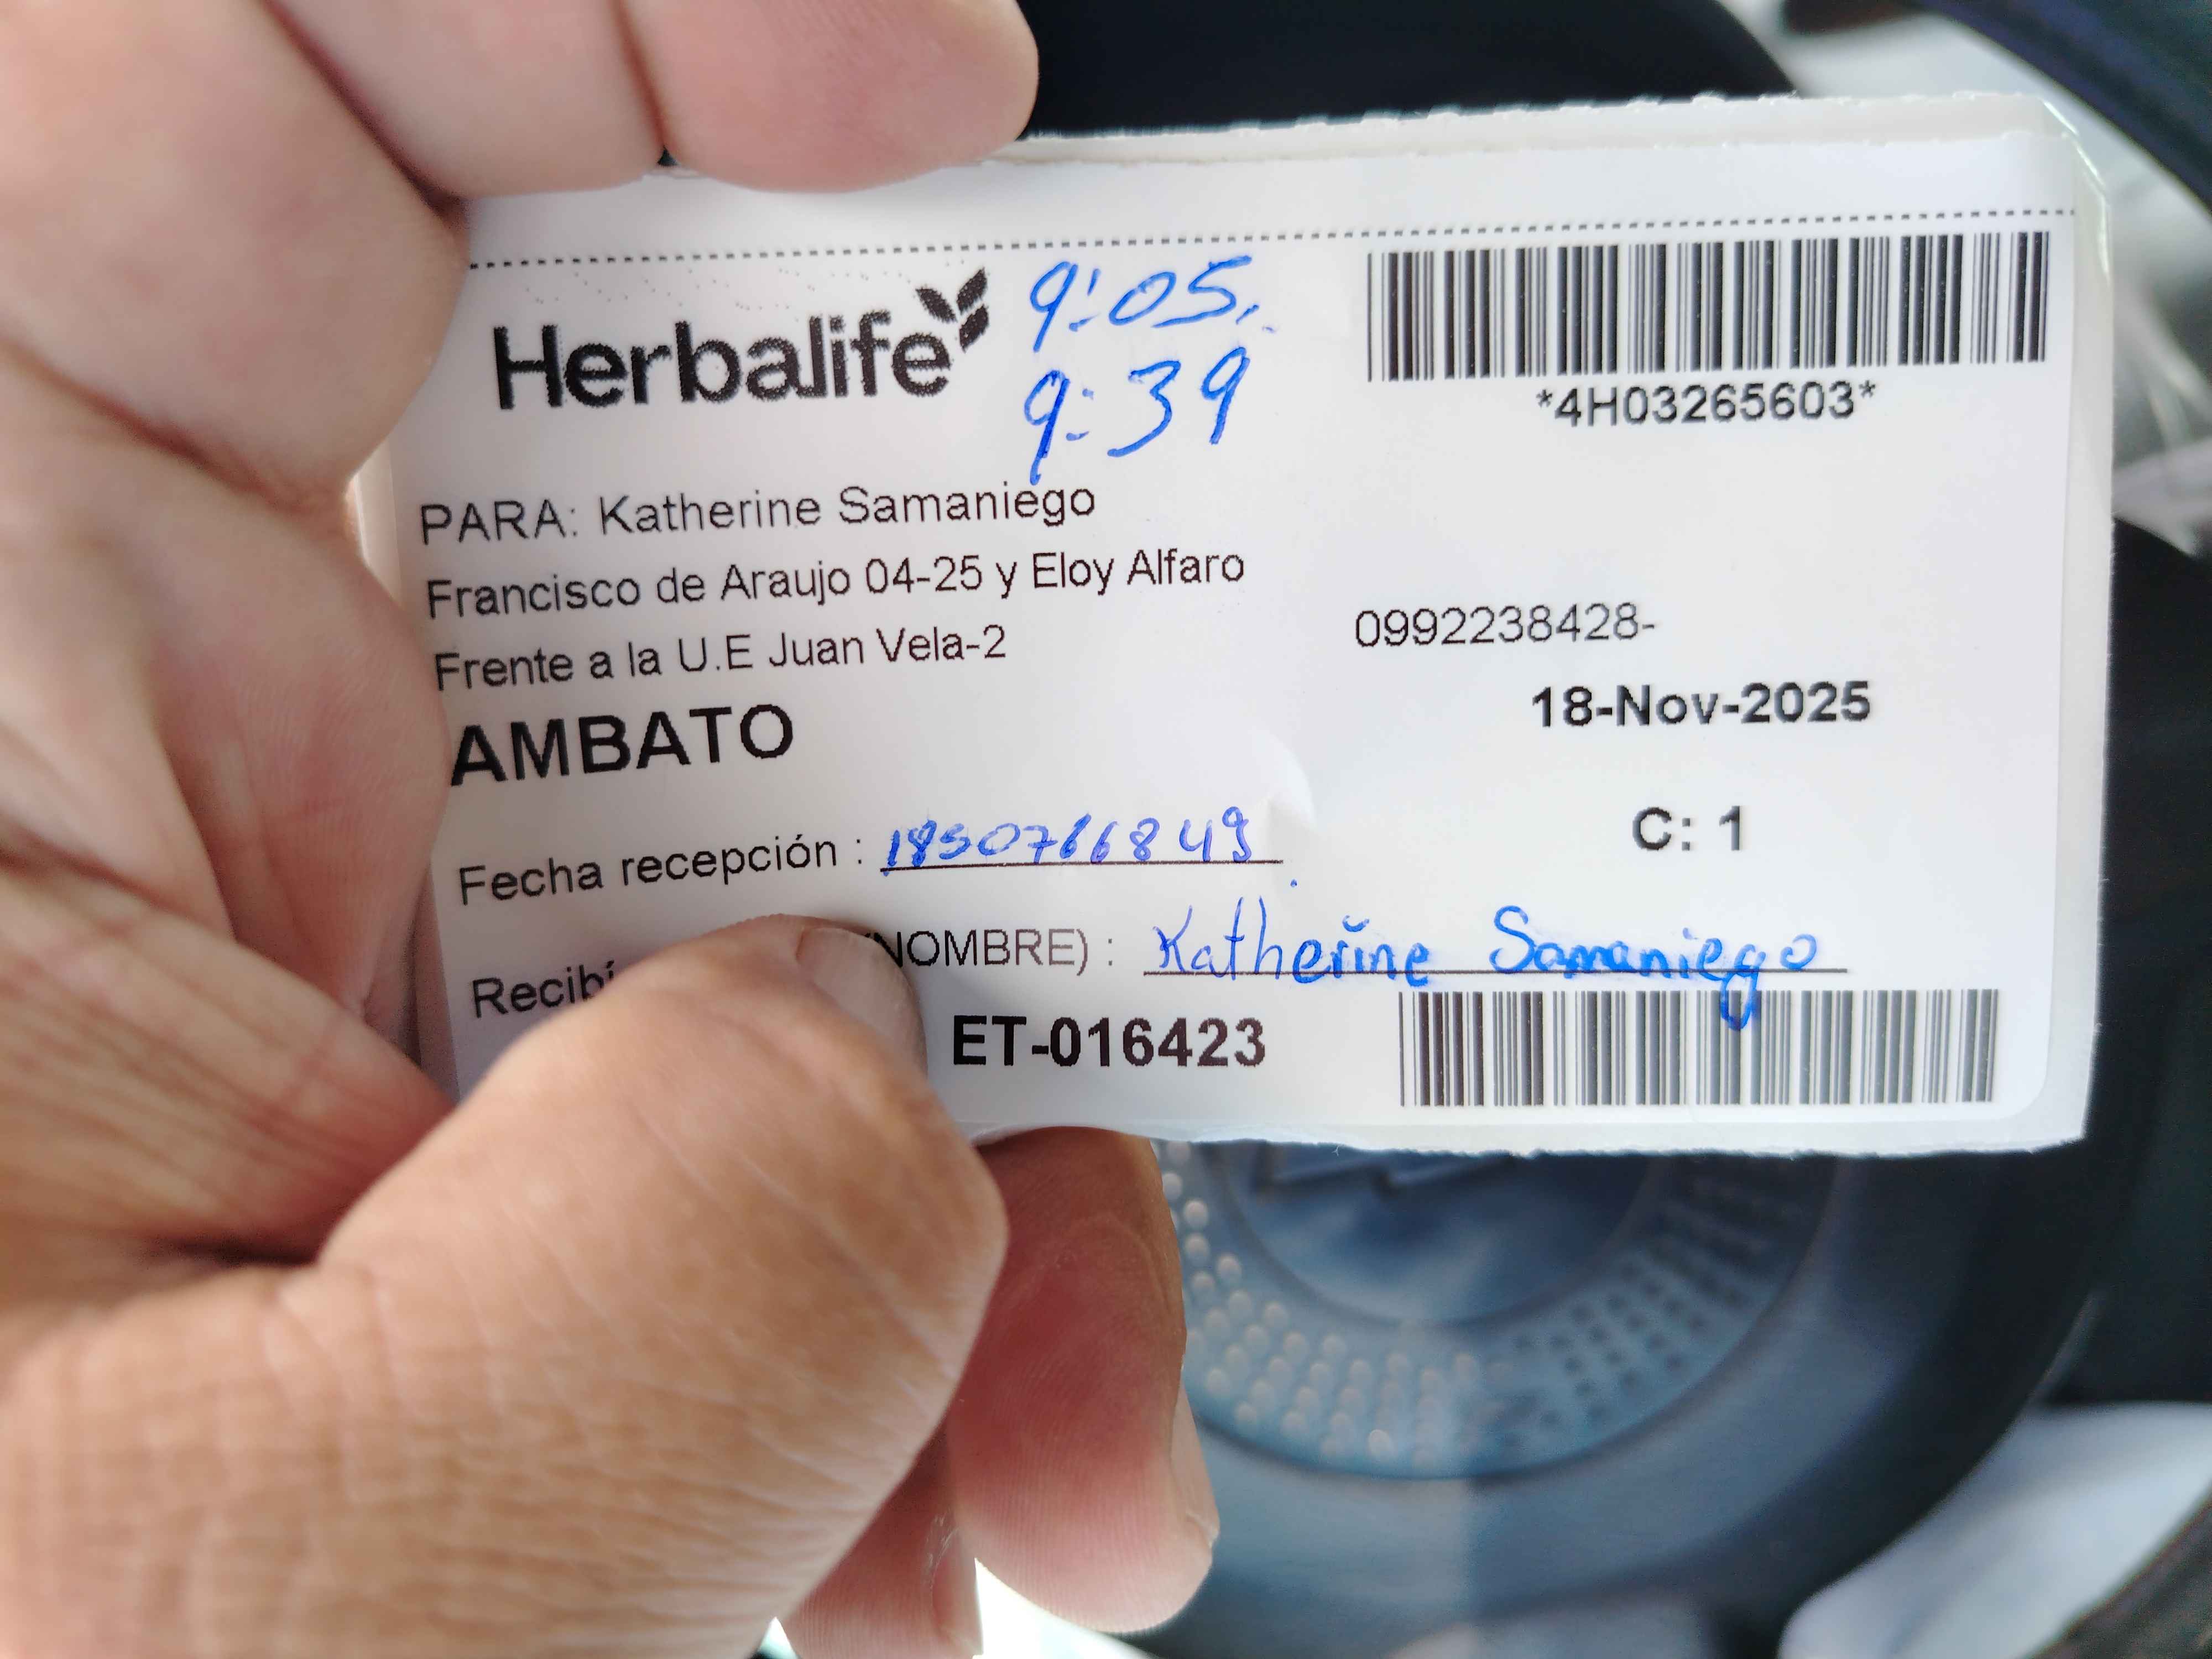 Herbalife
9:05.
9:39
*4H03265603*
PARA: Katherine Samaniego
Francisco de Araujo 04-25 y Eloy Alfaro
Frente a la U.E Juan Vela-2
0992238428-
AMBATO
18-Nov-2025
C: 1
Fecha recepción : 1850766849
(NOMBRE) : Katherine Samaniego
ET-016423